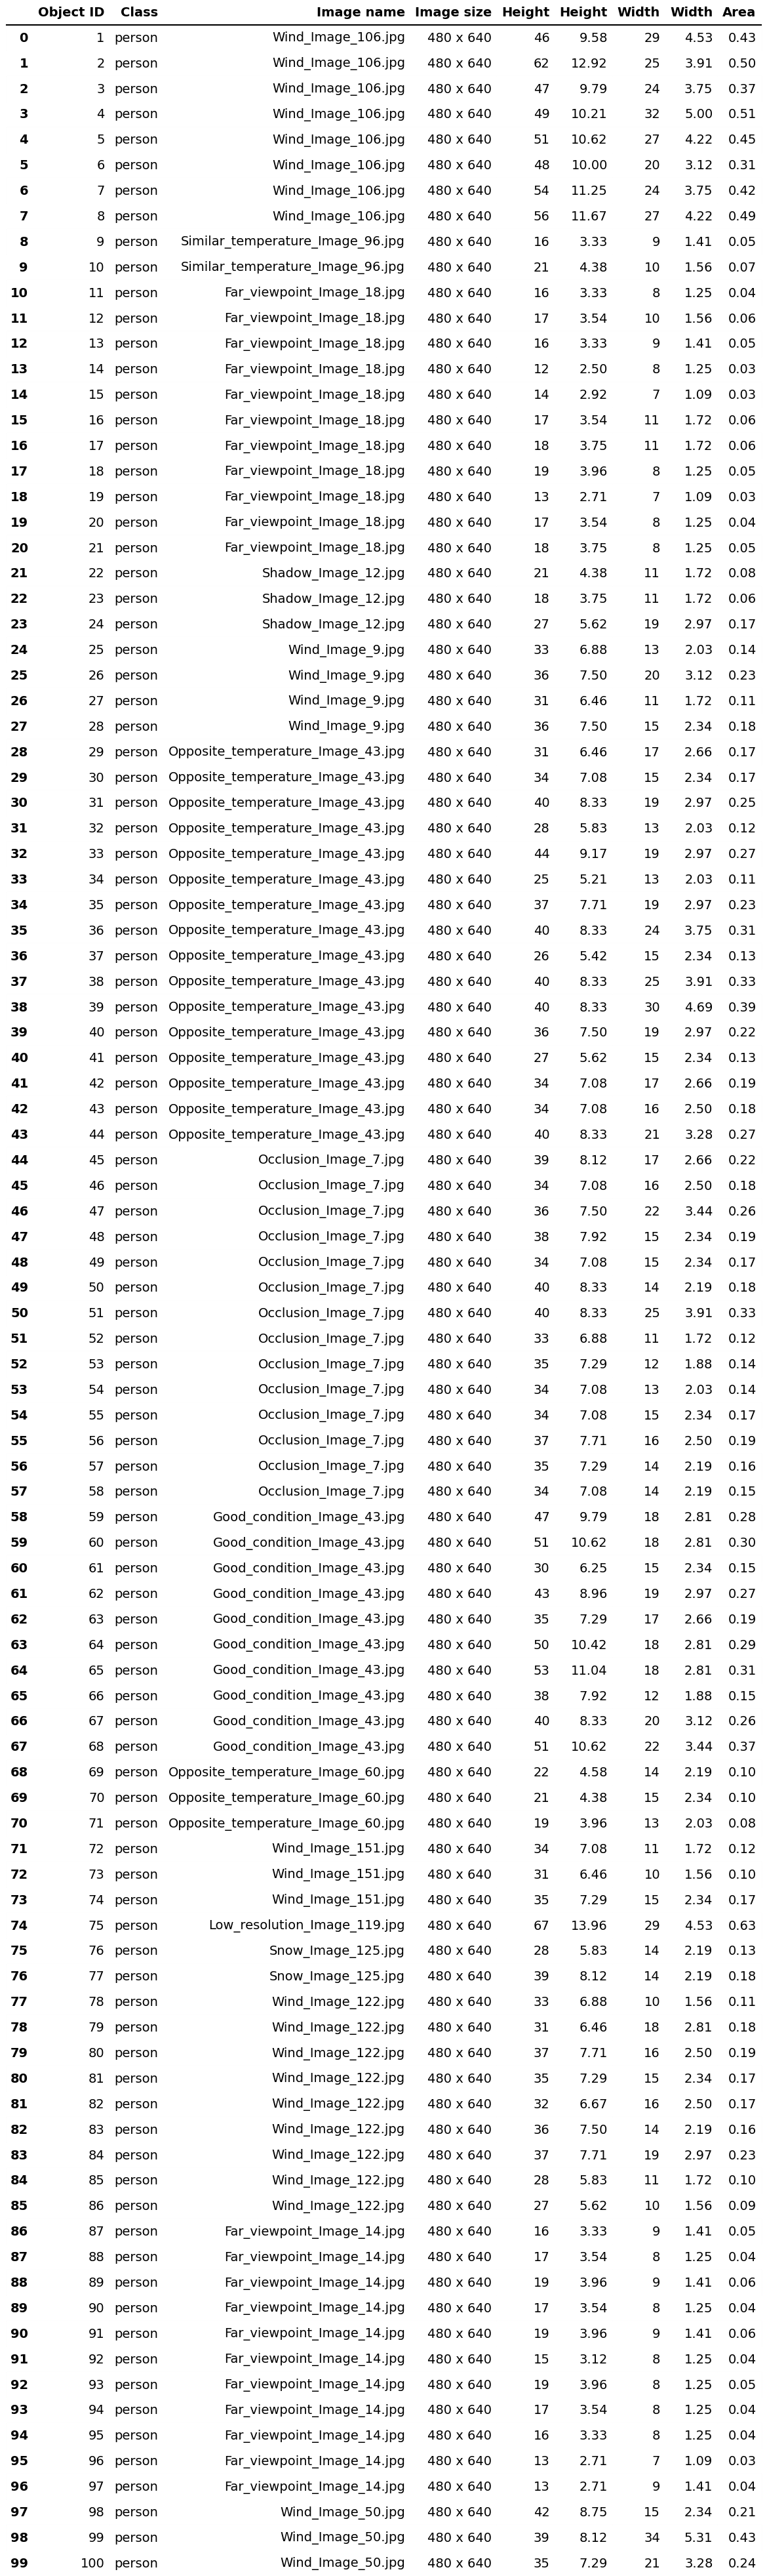 Object ID Class Image name Image size Height Height Width Width Area
0 1 person Wind_Image_106.jpg 480 x 640 46 9.58 29 4.53 0.43
1 2 person Wind_Image_106.jpg 480 x 640 62 12.92 25 3.91 0.50
2 3 person Wind_Image_106.jpg 480 x 640 47 9.79 24 3.75 0.37
3 4 person Wind_Image_106.jpg 480 x 640 49 10.21 32 5.00 0.51
4 5 person Wind_Image_106.jpg 480 x 640 51 10.62 27 4.22 0.45
5 6 person Wind_Image_106.jpg 480 x 640 48 10.00 20 3.12 0.31
6 7 person Wind_Image_106.jpg 480 x 640 54 11.25 24 3.75 0.42
7 8 person Wind_Image_106.jpg 480 x 640 56 11.67 27 4.22 0.49
8 9 person Similar_temperature_Image_96.jpg 480 x 640 16 3.33 9 1.41 0.05
9 10 person Similar_temperature_Image_96.jpg 480 x 640 21 4.38 10 1.56 0.07
10 11 person Far_viewpoint_Image_18.jpg 480 x 640 16 3.33 8 1.25 0.04
11 12 person Far_viewpoint_Image_18.jpg 480 x 640 17 3.54 10 1.56 0.06
12 13 person Far_viewpoint_Image_18.jpg 480 x 640 16 3.33 9 1.41 0.05
13 14 person Far_viewpoint_Image_18.jpg 480 x 640 12 2.50 8 1.25 0.03
14 15 person Far_viewpoint_Image_18.jpg 480 x 640 14 2.92 7 1.09 0.03
15 16 person Far_viewpoint_Image_18.jpg 480 x 640 17 3.54 11 1.72 0.06
16 17 person Far_viewpoint_Image_18.jpg 480 x 640 18 3.75 11 1.72 0.06
17 18 person Far_viewpoint_Image_18.jpg 480 x 640 19 3.96 8 1.25 0.05
18 19 person Far_viewpoint_Image_18.jpg 480 x 640 13 2.71 7 1.09 0.03
19 20 person Far_viewpoint_Image_18.jpg 480 x 640 17 3.54 8 1.25 0.04
20 21 person Far_viewpoint_Image_18.jpg 480 x 640 18 3.75 8 1.25 0.05
21 22 person Shadow_Image_12.jpg 480 x 640 21 4.38 11 1.72 0.08
22 23 person Shadow_Image_12.jpg 480 x 640 18 3.75 11 1.72 0.06
23 24 person Shadow_Image_12.jpg 480 x 640 27 5.62 19 2.97 0.17
24 25 person Wind_Image_9.jpg 480 x 640 33 6.88 13 2.03 0.14
25 26 person Wind_Image_9.jpg 480 x 640 36 7.50 20 3.12 0.23
26 27 person Wind_Image_9.jpg 480 x 640 31 6.46 11 1.72 0.11
27 28 person Wind_Image_9.jpg 480 x 640 36 7.50 15 2.34 0.18
28 29 person Opposite_temperature_Image_43.jpg 480 x 640 31 6.46 17 2.66 0.17
29 30 person Opposite_temperature_Image_43.jpg 480 x 640 34 7.08 15 2.34 0.17
30 31 person Opposite_temperature_Image_43.jpg 480 x 640 40 8.33 19 2.97 0.25
31 32 person Opposite_temperature_Image_43.jpg 480 x 640 28 5.83 13 2.03 0.12
32 33 person Opposite_temperature_Image_43.jpg 480 x 640 44 9.17 19 2.97 0.27
33 34 person Opposite_temperature_Image_43.jpg 480 x 640 25 5.21 13 2.03 0.11
34 35 person Opposite_temperature_Image_43.jpg 480 x 640 37 7.71 19 2.97 0.23
35 36 person Opposite_temperature_Image_43.jpg 480 x 640 40 8.33 24 3.75 0.31
36 37 person Opposite_temperature_Image_43.jpg 480 x 640 26 5.42 15 2.34 0.13
37 38 person Opposite_temperature_Image_43.jpg 480 x 640 40 8.33 25 3.91 0.33
38 39 person Opposite_temperature_Image_43.jpg 480 x 640 40 8.33 30 4.69 0.39
39 40 person Opposite_temperature_Image_43.jpg 480 x 640 36 7.50 19 2.97 0.22
40 41 person Opposite_temperature_Image_43.jpg 480 x 640 27 5.62 15 2.34 0.13
41 42 person Opposite_temperature_Image_43.jpg 480 x 640 34 7.08 17 2.66 0.19
42 43 person Opposite_temperature_Image_43.jpg 480 x 640 34 7.08 16 2.50 0.18
43 44 person Opposite_temperature_Image_43.jpg 480 x 640 40 8.33 21 3.28 0.27
44 45 person Occlusion_Image_7.jpg 480 x 640 39 8.12 17 2.66 0.22
45 46 person Occlusion_Image_7.jpg 480 x 640 34 7.08 16 2.50 0.18
46 47 person Occlusion_Image_7.jpg 480 x 640 36 7.50 22 3.44 0.26
47 48 person Occlusion_Image_7.jpg 480 x 640 38 7.92 15 2.34 0.19
48 49 person Occlusion_Image_7.jpg 480 x 640 34 7.08 15 2.34 0.17
49 50 person Occlusion_Image_7.jpg 480 x 640 40 8.33 14 2.19 0.18
50 51 person Occlusion_Image_7.jpg 480 x 640 40 8.33 25 3.91 0.33
51 52 person Occlusion_Image_7.jpg 480 x 640 33 6.88 11 1.72 0.12
52 53 person Occlusion_Image_7.jpg 480 x 640 35 7.29 12 1.88 0.14
53 54 person Occlusion_Image_7.jpg 480 x 640 34 7.08 13 2.03 0.14
54 55 person Occlusion_Image_7.jpg 480 x 640 34 7.08 15 2.34 0.17
55 56 person Occlusion_Image_7.jpg 480 x 640 37 7.71 16 2.50 0.19
56 57 person Occlusion_Image_7.jpg 480 x 640 35 7.29 14 2.19 0.16
57 58 person Occlusion_Image_7.jpg 480 x 640 34 7.08 14 2.19 0.15
58 59 person Good_condition_Image_43.jpg 480 x 640 47 9.79 18 2.81 0.28
59 60 person Good_condition_Image_43.jpg 480 x 640 51 10.62 18 2.81 0.30
60 61 person Good_condition_Image_43.jpg 480 x 640 30 6.25 15 2.34 0.15
61 62 person Good_condition_Image_43.jpg 480 x 640 43 8.96 19 2.97 0.27
62 63 person Good_condition_Image_43.jpg 480 x 640 35 7.29 17 2.66 0.19
63 64 person Good_condition_Image_43.jpg 480 x 640 50 10.42 18 2.81 0.29
64 65 person Good_condition_Image_43.jpg 480 x 640 53 11.04 18 2.81 0.31
65 66 person Good_condition_Image_43.jpg 480 x 640 38 7.92 12 1.88 0.15
66 67 person Good_condition_Image_43.jpg 480 x 640 40 8.33 20 3.12 0.26
67 68 person Good_condition_Image_43.jpg 480 x 640 51 10.62 22 3.44 0.37
68 69 person Opposite_temperature_Image_60.jpg 480 x 640 22 4.58 14 2.19 0.10
69 70 person Opposite_temperature_Image_60.jpg 480 x 640 21 4.38 15 2.34 0.10
70 71 person Opposite_temperature_Image_60.jpg 480 x 640 19 3.96 13 2.03 0.08
71 72 person Wind_Image_151.jpg 480 x 640 34 7.08 11 1.72 0.12
72 73 person Wind_Image_151.jpg 480 x 640 31 6.46 10 1.56 0.10
73 74 person Wind_Image_151.jpg 480 x 640 35 7.29 15 2.34 0.17
74 75 person Low_resolution_Image_119.jpg 480 x 640 67 13.96 29 4.53 0.63
75 76 person Snow_Image_125.jpg 480 x 640 28 5.83 14 2.19 0.13
76 77 person Snow_Image_125.jpg 480 x 640 39 8.12 14 2.19 0.18
77 78 person Wind_Image_122.jpg 480 x 640 33 6.88 10 1.56 0.11
78 79 person Wind_Image_122.jpg 480 x 640 31 6.46 18 2.81 0.18
79 80 person Wind_Image_122.jpg 480 x 640 37 7.71 16 2.50 0.19
80 81 person Wind_Image_122.jpg 480 x 640 35 7.29 15 2.34 0.17
81 82 person Wind_Image_122.jpg 480 x 640 32 6.67 16 2.50 0.17
82 83 person Wind_Image_122.jpg 480 x 640 36 7.50 14 2.19 0.16
83 84 person Wind_Image_122.jpg 480 x 640 37 7.71 19 2.97 0.23
84 85 person Wind_Image_122.jpg 480 x 640 28 5.83 11 1.72 0.10
85 86 person Wind_Image_122.jpg 480 x 640 27 5.62 10 1.56 0.09
86 87 person Far_viewpoint_Image_14.jpg 480 x 640 16 3.33 9 1.41 0.05
87 88 person Far_viewpoint_Image_14.jpg 480 x 640 17 3.54 8 1.25 0.04
88 89 person Far_viewpoint_Image_14.jpg 480 x 640 19 3.96 9 1.41 0.06
89 90 person Far_viewpoint_Image_14.jpg 480 x 640 17 3.54 8 1.25 0.04
90 91 person Far_viewpoint_Image_14.jpg 480 x 640 19 3.96 9 1.41 0.06
91 92 person Far_viewpoint_Image_14.jpg 480 x 640 15 3.12 8 1.25 0.04
92 93 person Far_viewpoint_Image_14.jpg 480 x 640 19 3.96 8 1.25 0.05
93 94 person Far_viewpoint_Image_14.jpg 480 x 640 17 3.54 8 1.25 0.04
94 95 person Far_viewpoint_Image_14.jpg 480 x 640 16 3.33 8 1.25 0.04
95 96 person Far_viewpoint_Image_14.jpg 480 x 640 13 2.71 7 1.09 0.03
96 97 person Far_viewpoint_Image_14.jpg 480 x 640 13 2.71 9 1.41 0.04
97 98 person Wind_Image_50.jpg 480 x 640 42 8.75 15 2.34 0.21
98 99 person Wind_Image_50.jpg 480 x 640 39 8.12 34 5.31 0.43
99 100 person Wind_Image_50.jpg 480 x 640 35 7.29 21 3.28 0.24